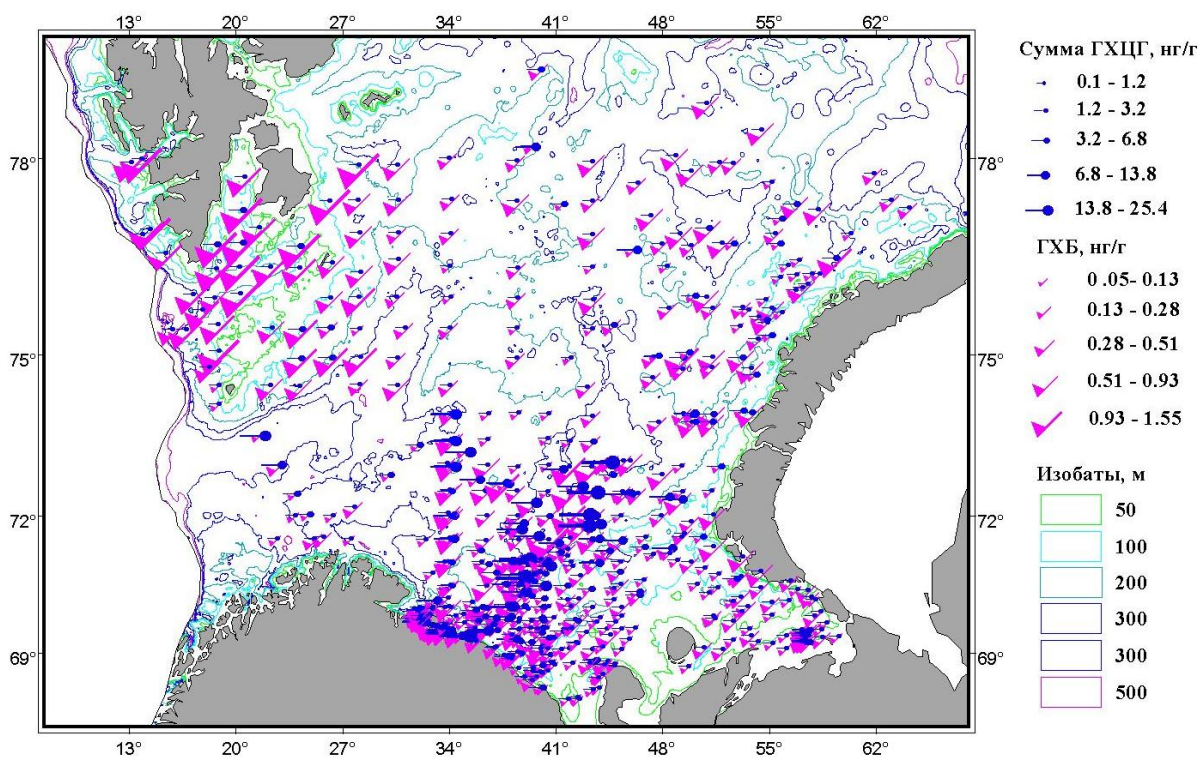 13° 20° 27° 34° 41° 48° 55° 62°
78° 78°
75° 75°
72° 72°
69° 69°
13° 20° 27° 34° 41° 48° 55° 62°
Сумма ГХЦГ, нг/г
0.1 - 1.2
1.2 - 3.2
3.2 - 6.8
6.8 - 13.8
13.8 - 25.4
ГХБ, нг/г
0 .05- 0.13
0.13 - 0.28
0.28 - 0.51
0.51 - 0.93
0.93 - 1.55
Изобаты, м
50
100
200
300
300
500